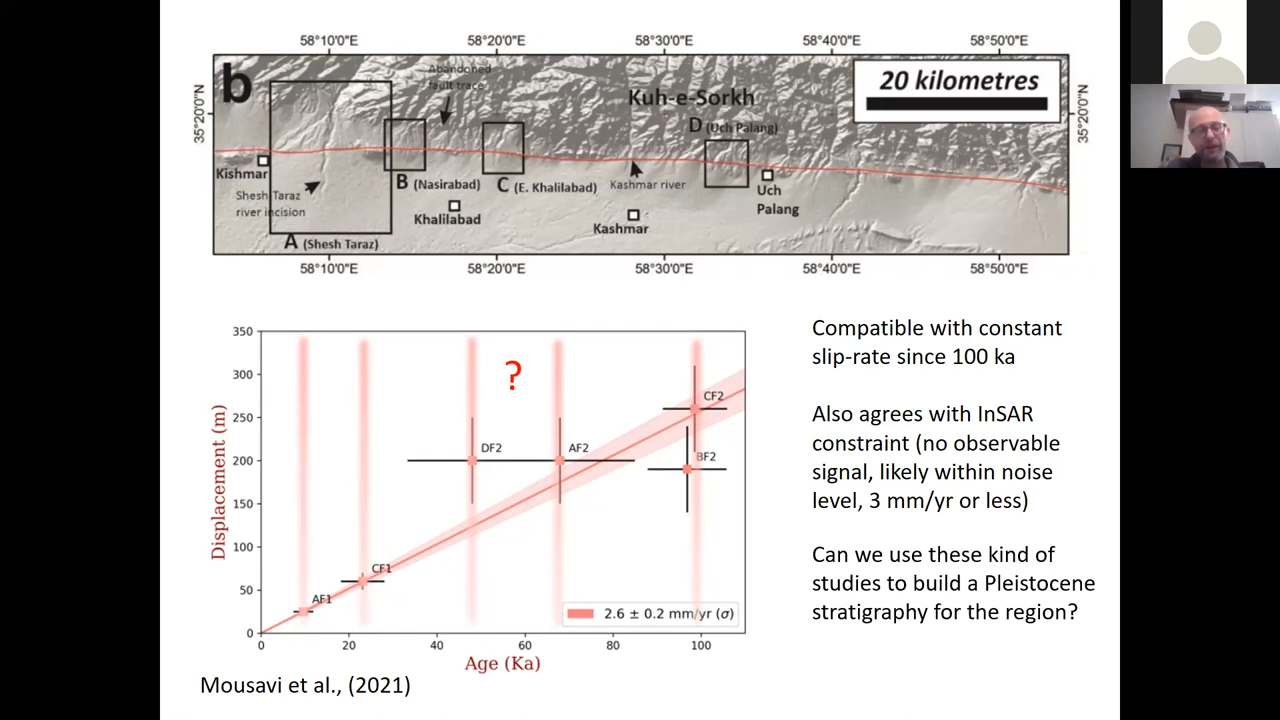 58°10'0"E 58°20'0"E 58°30'0"E 58°40'0"E 58°50'0"E
b
Abandoned
fault trace
Kuh-e-Sorkh
20 kilometres
35°20'0"N
35°20'0"N
D (Uch Palang)
Kishmar
B (Nasirabad)
C (E. Khalilabad)
Kashmar river
Uch
Palang
Shesh Taraz
river incision
Khalilabad
Kashmar
A (Shesh Taraz)
58°10'0"E 58°20'0"E 58°30'0"E 58°40'0"E 58°50'0"E
350
300
250
200
150
100
50
0
Displacement (m)
?
CF2
DF2
AF2
BF2
CF1
AF1
2.6 ± 0.2 mm/yr (σ)
0 20 40 60 80 100
Age (Ka)
Compatible with constant
slip-rate since 100 ka
Also agrees with InSAR
constraint (no observable
signal, likely within noise
level, 3 mm/yr or less)
Can we use these kind of
studies to build a Pleistocene
stratigraphy for the region?
Mousavi et al., (2021)